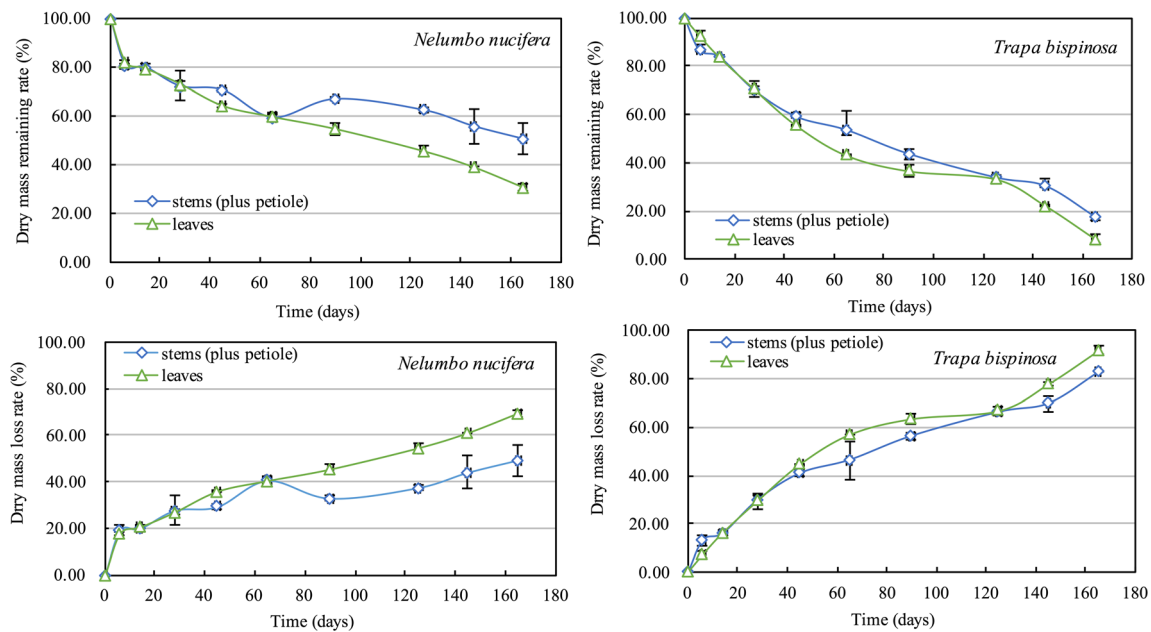 100.00
80.00
60.00
40.00
20.00
0.00
Drry mass remaining rate (%)
Nelumbo nucifera
stems (plus petiole)
leaves
0 20 40 60 80 100 120 140 160 180
Time (days)
100.00
80.00
60.00
40.00
20.00
0.00
Drry mass remaining rate (%)
Trapa bispinosa
stems (plus petiole)
leaves
0 20 40 60 80 100 120 140 160 180
Time (days)
100.00
80.00
60.00
40.00
20.00
0.00
Drry mass loss rate (%)
stems (plus petiole)
leaves
Nelumbo nucifera
0 20 40 60 80 100 120 140 160 180
Time (days)
100.00
80.00
60.00
40.00
20.00
0.00
Drry mass loss rate (%)
stems (plus petiole)
leaves
Trapa bispinosa
0 20 40 60 80 100 120 140 160 180
Time (days)